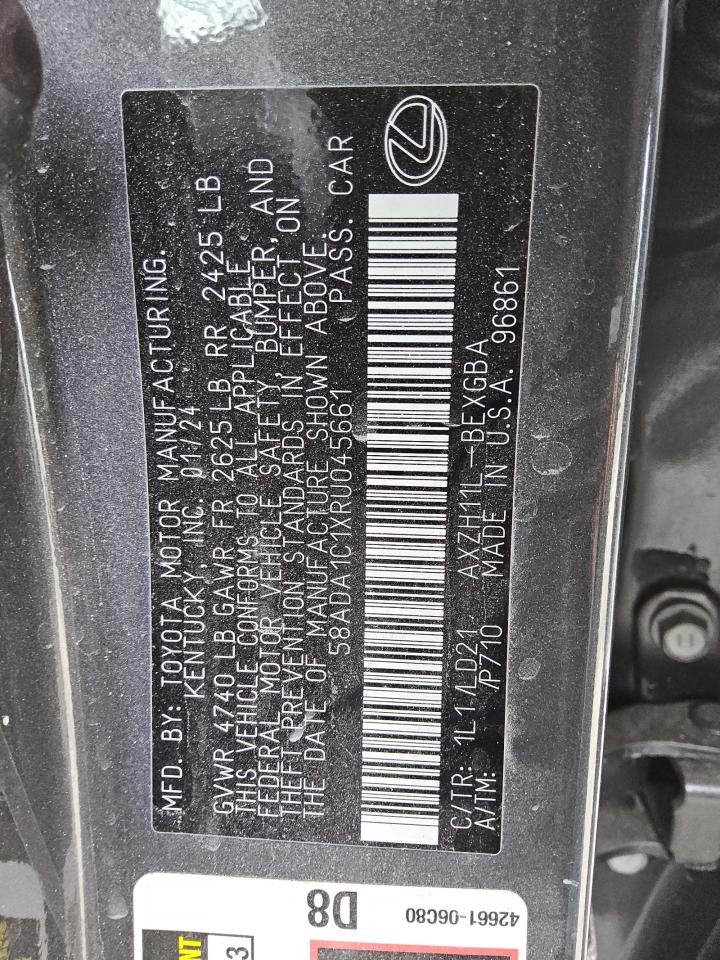 MFD. BY: TOYOTA MOTOR MANUFACTURING.
KENTUCKY, INC. 01/24
GVWR 4740 LB GAWR FR 2625 LB RR 2425 LB
THIS VEHICLE CONFORMS TO ALL APPLICABLE
FEDERAL MOTOR VEHICLE SAFETY, BUMPER, AND
THEFT PREVENTION STANDARDS IN EFFECT ON
THE DATE OF MANUFACTURE SHOWN ABOVE.
58ADA1C1XRU045661 PASS. CAR
C/TR: 1L1/LD21 AXZH11L-BEXGBA
A/TM: /P710 MADE IN U.S.A. 96861
D8
42661-06C80
3